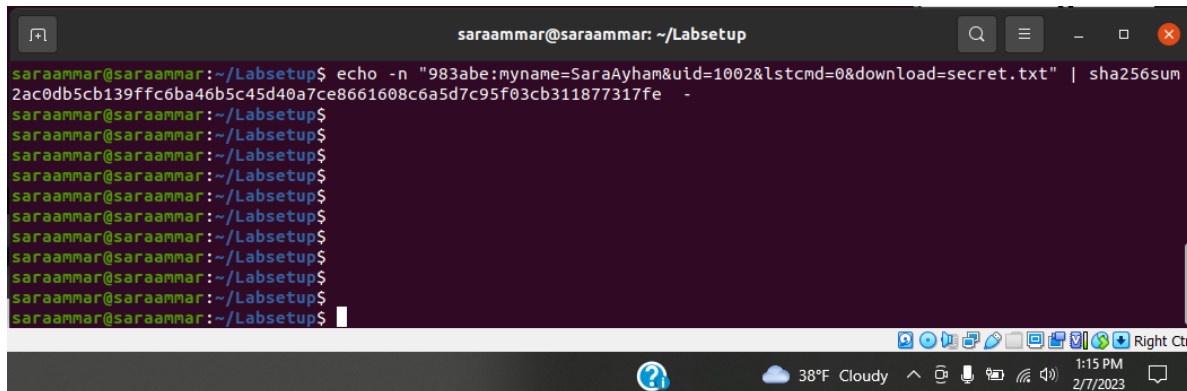 saraammar@saraammar: ~/Labsetup
saraammar@saraammar:~/Labsetup$ echo -n "983abe:myname=SaraAyham&uid=1002&lstcmd=0&download=secret.txt" | sha256sum
2ac0db5cb139ffc6ba46b5c45d40a7ce8661608c6a5d7c95f03cb311877317fe  -
saraammar@saraammar:~/Labsetup$
saraammar@saraammar:~/Labsetup$
saraammar@saraammar:~/Labsetup$
saraammar@saraammar:~/Labsetup$
saraammar@saraammar:~/Labsetup$
saraammar@saraammar:~/Labsetup$
saraammar@saraammar:~/Labsetup$
saraammar@saraammar:~/Labsetup$
saraammar@saraammar:~/Labsetup$
saraammar@saraammar:~/Labsetup$
saraammar@saraammar:~/Labsetup$
Right Ct
38°F Cloudy
1:15 PM
2/7/2023